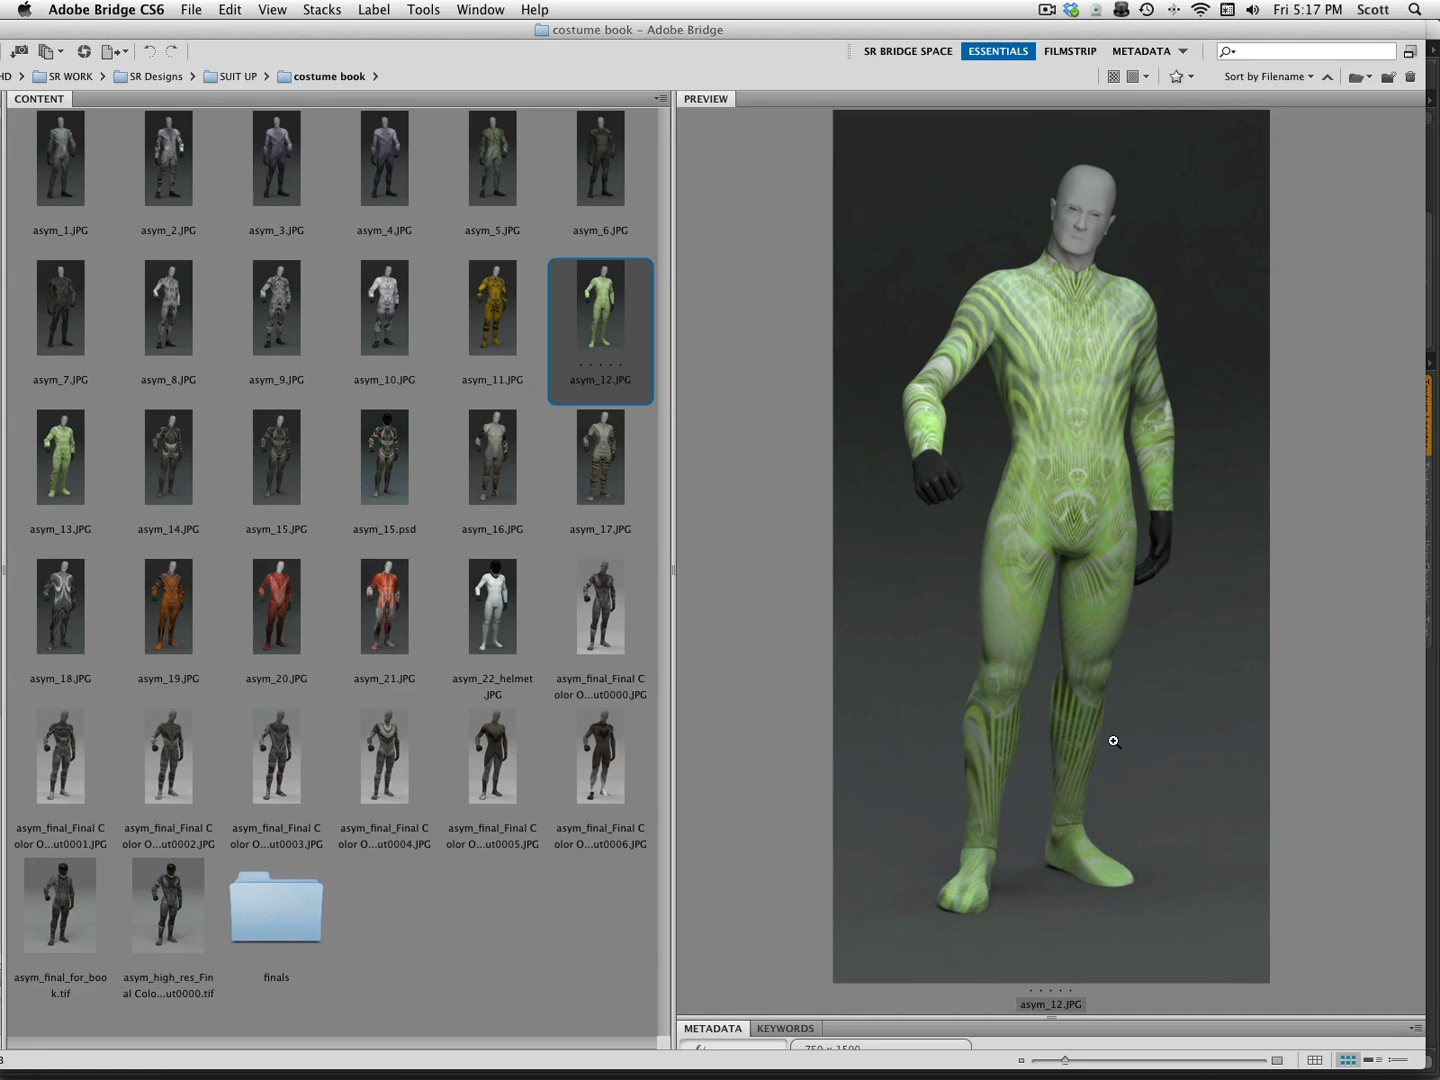 Adobe Bridge CS6 File Edit View Stacks Label Tools Window Help Fri 5:17 PM Scott
costume book – Adobe Bridge
SR BRIDGE SPACE ESSENTIALS FILMSTRIP METADATA
HD SR WORK SR Designs SUIT UP costume book Sort by Filename
CONTENT
PREVIEW
asym_1.JPG asym_2.JPG asym_3.JPG asym_4.JPG asym_5.JPG asym_6.JPG
asym_7.JPG asym_8.JPG asym_9.JPG asym_10.JPG asym_11.JPG asym_12.JPG
asym_13.JPG asym_14.JPG asym_15.JPG asym_15.psd asym_16.JPG asym_17.JPG
asym_18.JPG asym_19.JPG asym_20.JPG asym_21.JPG asym_22_helmet asym_final_Final C
.JPG olor O...ut0000.JPG
asym_final_Final C asym_final_Final C asym_final_Final C asym_final_Final C asym_final_Final C asym_final_Final C
olor O...ut0001.JPG olor O...ut0002.JPG olor O...ut0003.JPG olor O...ut0004.JPG olor O...ut0005.JPG olor O...ut0006.JPG
asym_final_for_boo asym_high_res_Fin finals
k.tif al Colo...ut0000.tif
asym_12.JPG
METADATA KEYWORDS
750 x 1500